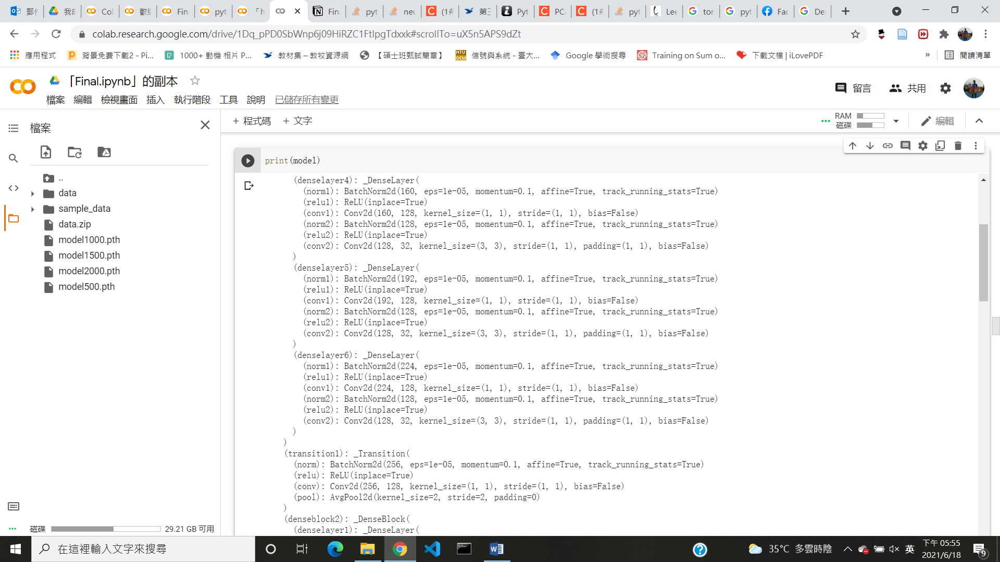 郵件
我的
Col
歡迎
Fin
pyt
「h
Fin
pyt
neu
(1条
第三
Pyt
PCA
(1条
pyt
Lee
tor
pyt
Fac
De
colab.research.google.com/drive/1Dq_pPD0SbWnp6j09HiRZC1FtlpgTdxxk#scrollTo=uX5n5APS9dZt
應用程式
背景免費下載2 - Pi...
1000+ 動機 相片 P...
教材集 – 教牧資源網
【碩士班甄試簡章】
信號與系統 - 臺大...
Google 學術搜尋
Training on Sum o...
下載文檔 | iLovePDF
»
閱讀清單
「Final.ipynb」的副本
留言
共用
檔案 編輯 檢視畫面 插入 執行階段 工具 說明 已儲存所有變更
檔案
+ 程式碼 + 文字
RAM
磁碟
編輯
..
data
sample_data
data.zip
model1000.pth
model1500.pth
model2000.pth
model500.pth
磁碟 29.21 GB 可用
print(model)
(denselayer4): _DenseLayer(
(norm1): BatchNorm2d(160, eps=1e-05, momentum=0.1, affine=True, track_running_stats=True)
(relu1): ReLU(inplace=True)
(conv1): Conv2d(160, 128, kernel_size=(1, 1), stride=(1, 1), bias=False)
(norm2): BatchNorm2d(128, eps=1e-05, momentum=0.1, affine=True, track_running_stats=True)
(relu2): ReLU(inplace=True)
(conv2): Conv2d(128, 32, kernel_size=(3, 3), stride=(1, 1), padding=(1, 1), bias=False)
)
(denselayer5): _DenseLayer(
(norm1): BatchNorm2d(192, eps=1e-05, momentum=0.1, affine=True, track_running_stats=True)
(relu1): ReLU(inplace=True)
(conv1): Conv2d(192, 128, kernel_size=(1, 1), stride=(1, 1), bias=False)
(norm2): BatchNorm2d(128, eps=1e-05, momentum=0.1, affine=True, track_running_stats=True)
(relu2): ReLU(inplace=True)
(conv2): Conv2d(128, 32, kernel_size=(3, 3), stride=(1, 1), padding=(1, 1), bias=False)
)
(denselayer6): _DenseLayer(
(norm1): BatchNorm2d(224, eps=1e-05, momentum=0.1, affine=True, track_running_stats=True)
(relu1): ReLU(inplace=True)
(conv1): Conv2d(224, 128, kernel_size=(1, 1), stride=(1, 1), bias=False)
(norm2): BatchNorm2d(128, eps=1e-05, momentum=0.1, affine=True, track_running_stats=True)
(relu2): ReLU(inplace=True)
(conv2): Conv2d(128, 32, kernel_size=(3, 3), stride=(1, 1), padding=(1, 1), bias=False)
)
)
(transition1): _Transition(
(norm): BatchNorm2d(256, eps=1e-05, momentum=0.1, affine=True, track_running_stats=True)
(relu): ReLU(inplace=True)
(conv): Conv2d(256, 128, kernel_size=(1, 1), stride=(1, 1), bias=False)
(pool): AvgPool2d(kernel_size=2, stride=2, padding=0)
)
(denseblock2): _DenseBlock(
(denselayer1): _DenseLayer(
在這裡輸入文字來搜尋
35°C 多雲時陰
英
下午 05:55
2021/6/18
9